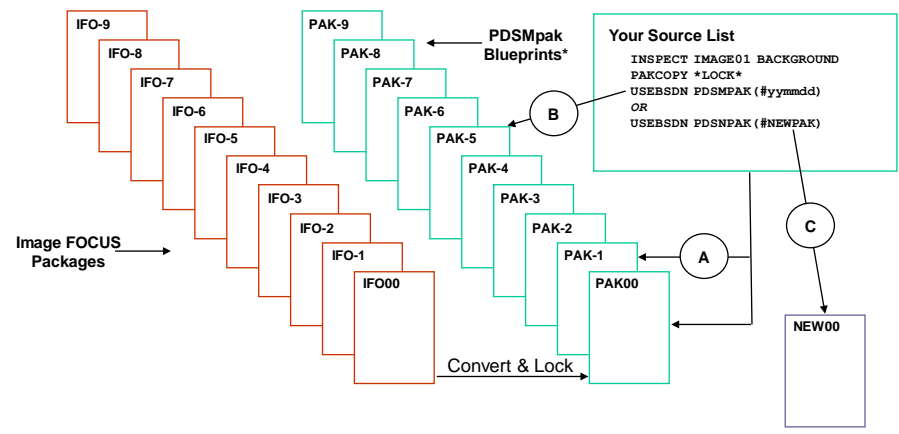 IFO-9
IFO-8
IFO-7
IFO-6
IFO-5
IFO-4
IFO-3
IFO-2
IFO-1
IFO00
Image FOCUS
Packages
PAK-9
PAK-8
PAK-7
PAK-6
PAK-5
PAK-4
PAK-3
PAK-2
PAK-1
PAK00
PDSMpak
Blueprints*
Convert & Lock
Your Source List
INSPECT IMAGE01 BACKGROUND
PAKCOPY *LOCK*
USEBSDN PDSMPAK(#yymmdd)
OR
USEBSDN PDSNPAK(#NEWPAK)
B
A
C
NEW00